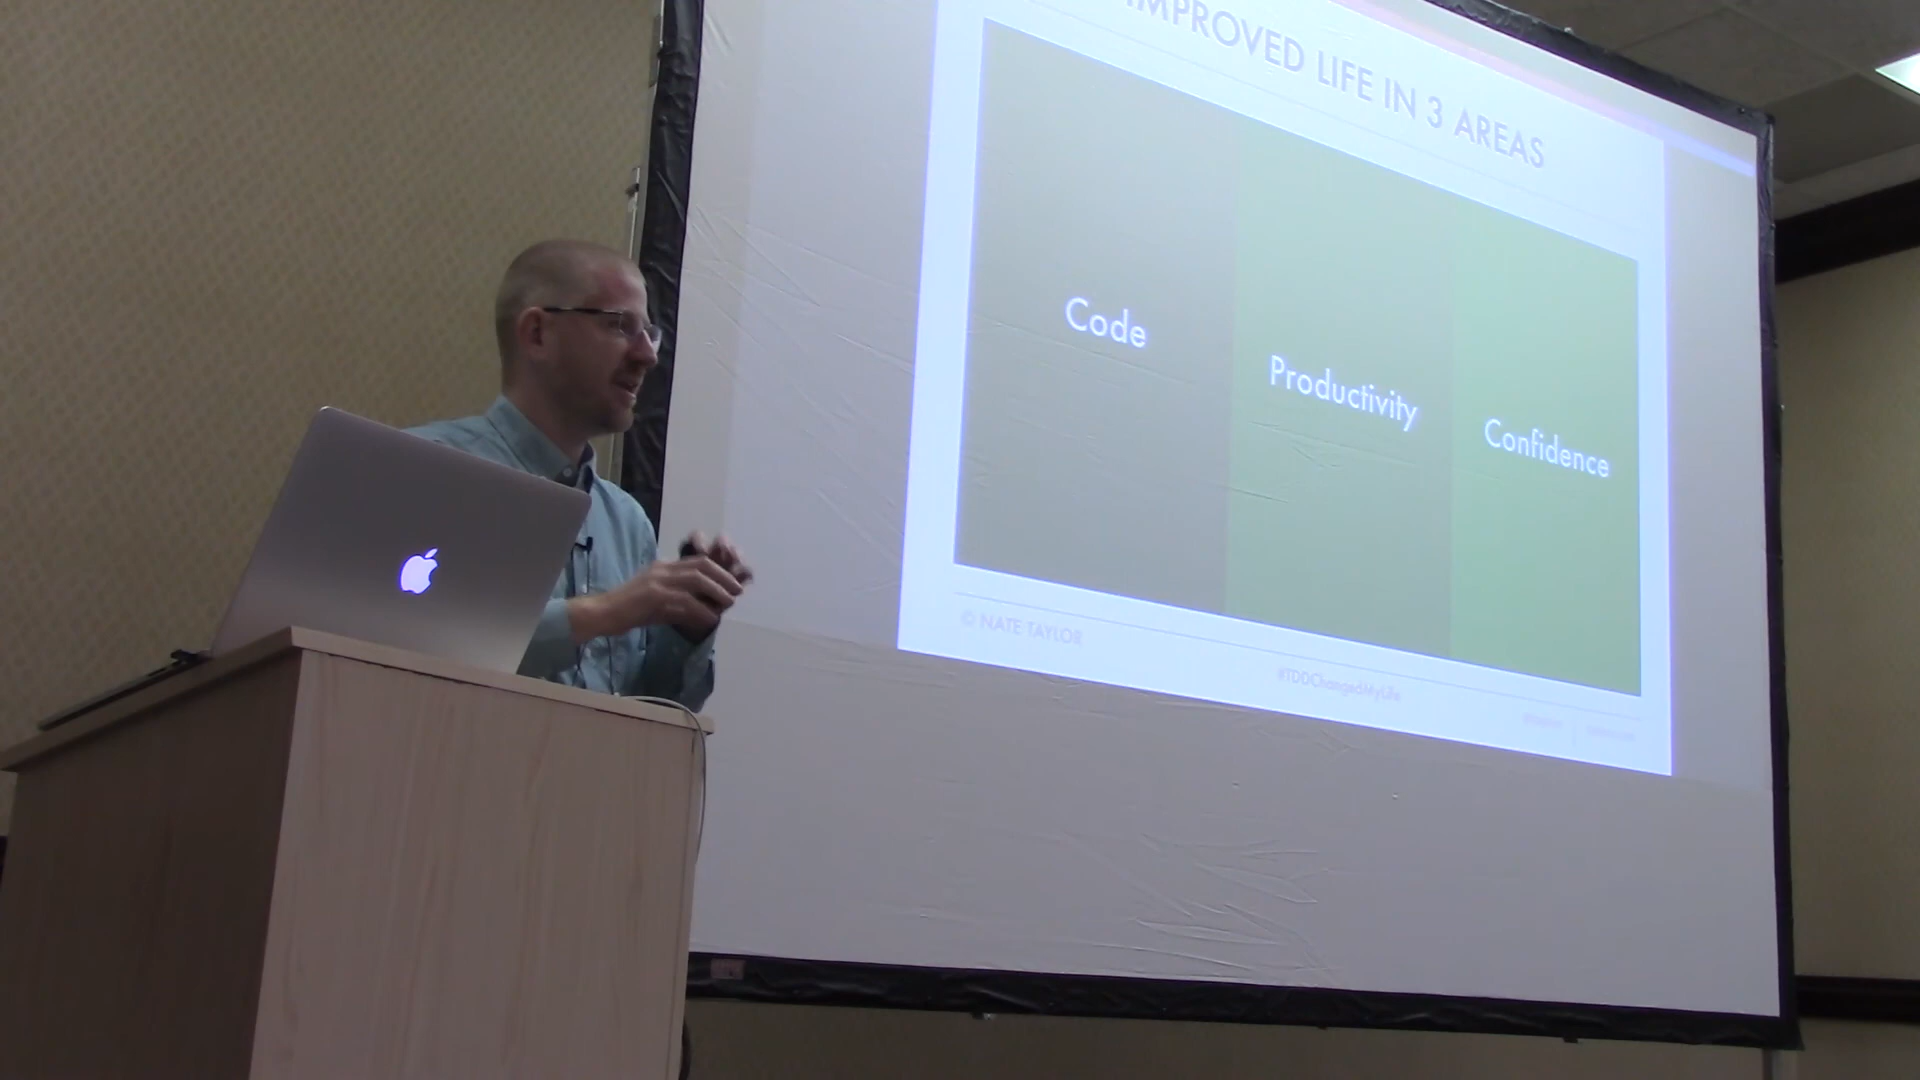 IMPROVED LIFE IN 3 AREAS
Code
Productivity
Confidence
© NATE TAYLOR
#TDDChangedMyLife